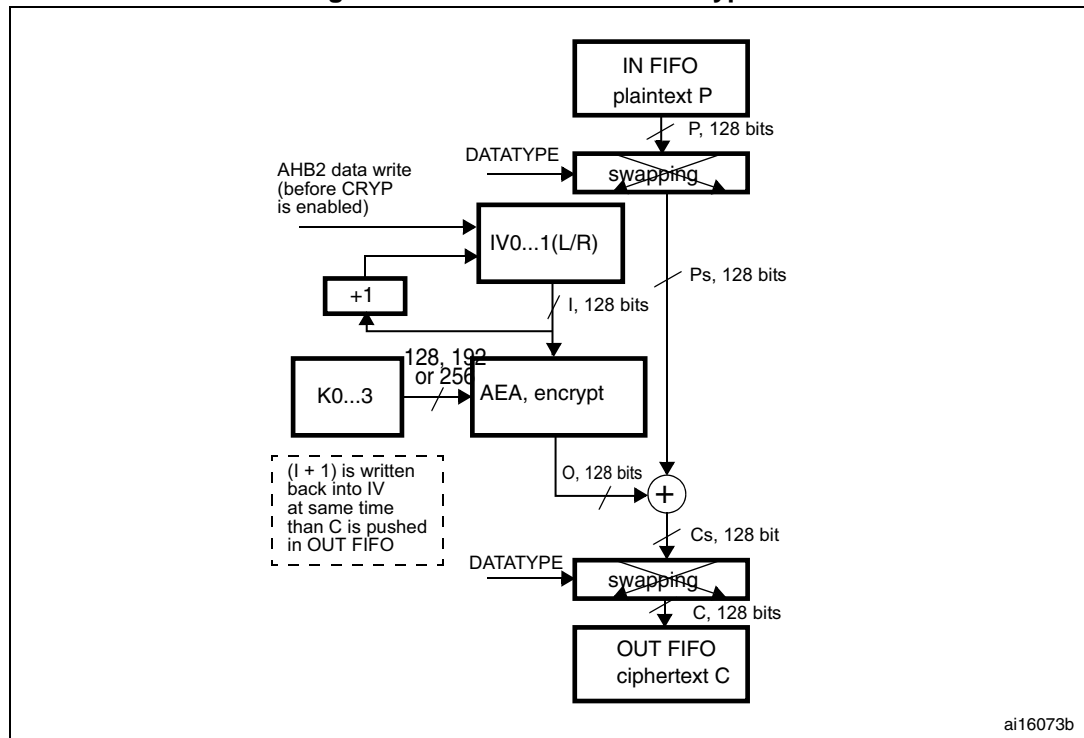 IN FIFO
plaintext P
P, 128 bits
DATATYPE
swapping
AHB2 data write
(before CRYP
is enabled)
IV0...1(L/R)
Ps, 128 bits
+1
I, 128 bits
128, 192
or 256
K0...3
AEA, encrypt
(I + 1) is written
back into IV
at same time
than C is pushed
in OUT FIFO
O, 128 bits
+
Cs, 128 bit
DATATYPE
swapping
C, 128 bits
OUT FIFO
ciphertext C
ai16073b